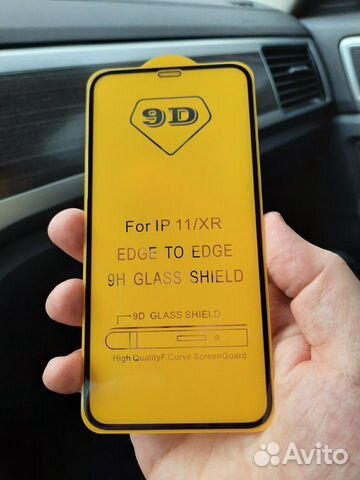 9D
For IP 11/XR
EDGE TO EDGE
9H GLASS SHIELD
9D GLASS SHIELD
High QualityF.Curve ScreenGuard
Avito